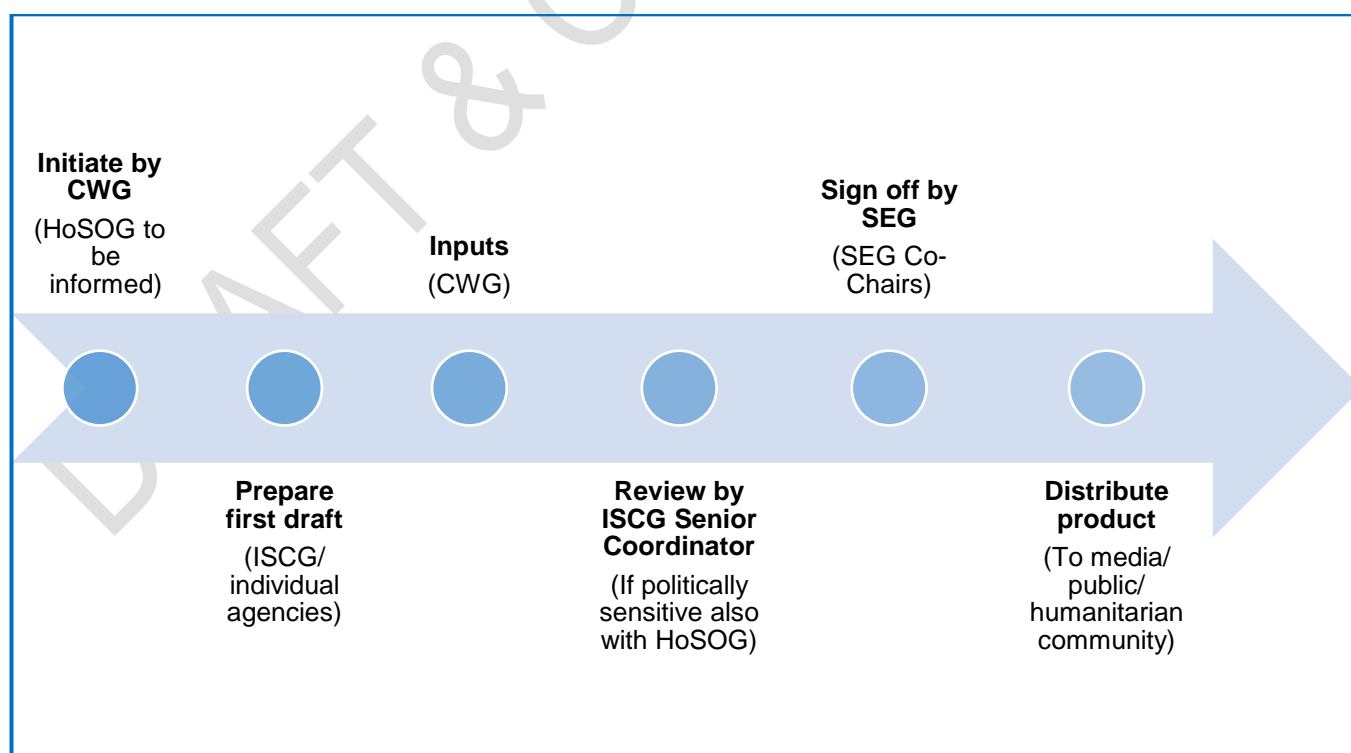 Initiate by
CWG
(HoSOG to
be
informed)
Prepare
first draft
(ISCG/
individual
agencies)
Inputs
(CWG)
Review by
ISCG Senior
Coordinator
(If politically
sensitive also
with HoSOG)
Sign off by
SEG
(SEG Co-
Chairs)
Distribute
product
(To media/
public/
humanitarian
community)
DRAFT &